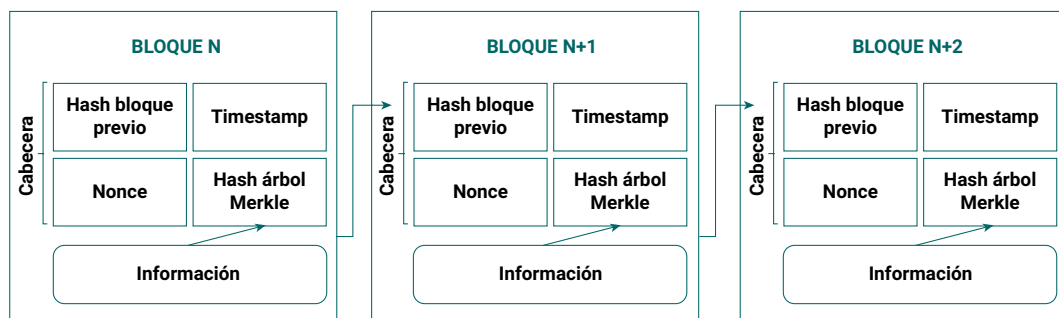 BLOQUE N
Cabecera
Hash bloque
previo
Timestamp
Nonce
Hash árbol
Merkle
Información
BLOQUE N+1
Cabecera
Hash bloque
previo
Timestamp
Nonce
Hash árbol
Merkle
Información
BLOQUE N+2
Cabecera
Hash bloque
previo
Timestamp
Nonce
Hash árbol
Merkle
Información